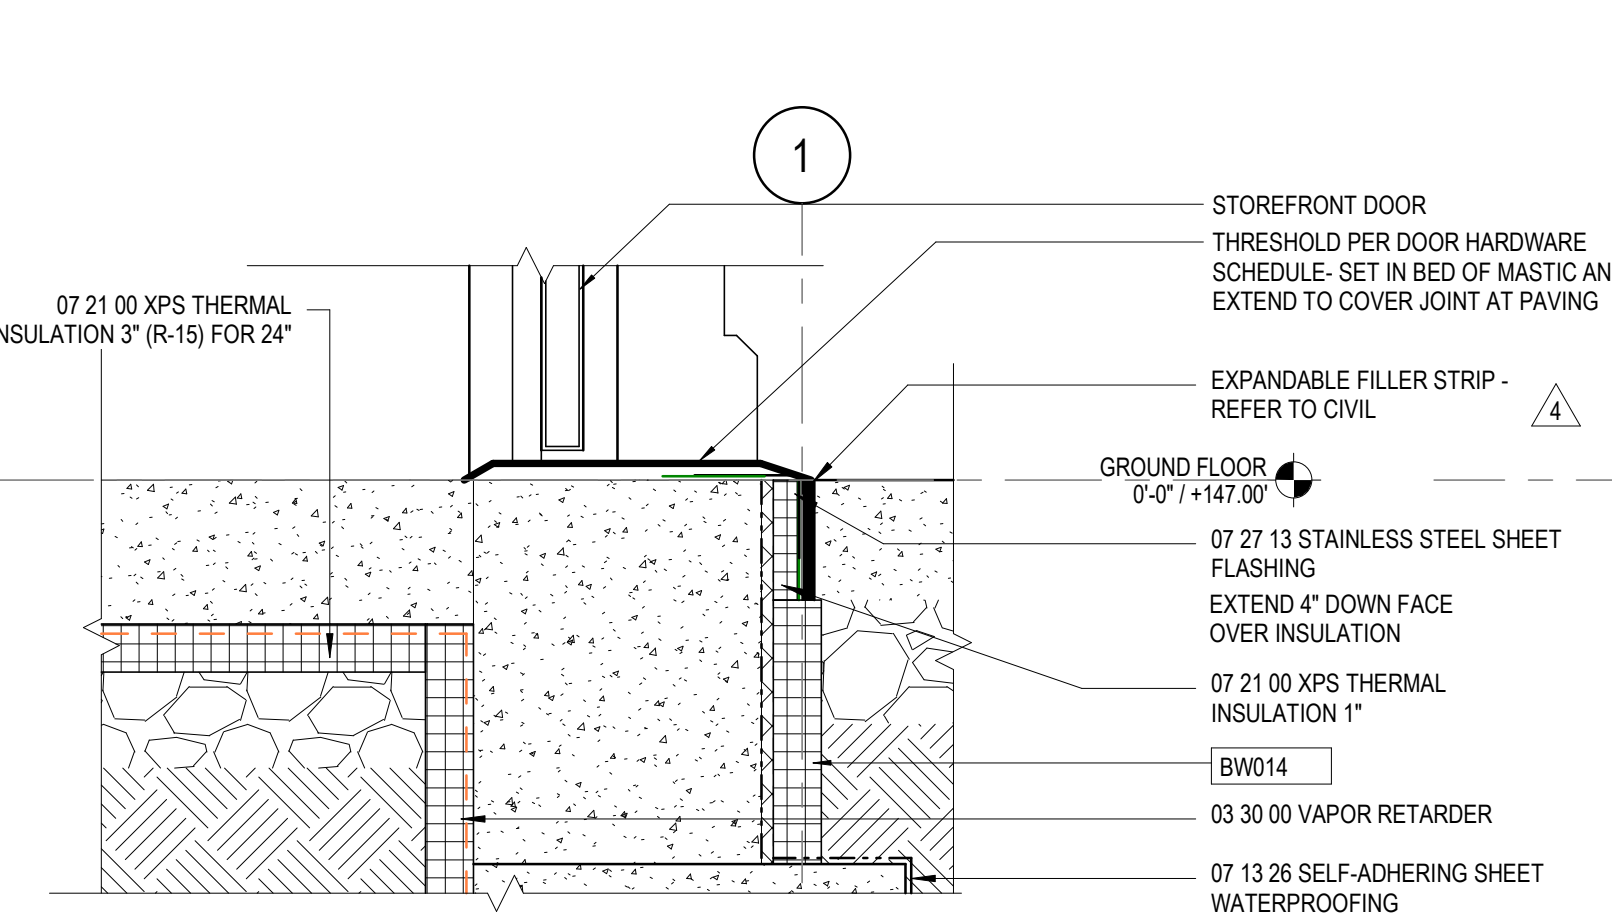 1
STOREFRONT DOOR
THRESHOLD PER DOOR HARDWARE
SCHEDULE- SET IN BED OF MASTIC AN
EXTEND TO COVER JOINT AT PAVING
07 21 00 XPS THERMAL
NSULATION 3" (R-15) FOR 24"
EXPANDABLE FILLER STRIP -
REFER TO CIVIL
4
GROUND FLOOR
0'-0" / +147.00'
07 27 13 STAINLESS STEEL SHEET
FLASHING
EXTEND 4" DOWN FACE
OVER INSULATION
07 21 00 XPS THERMAL
INSULATION 1"
BW014
03 30 00 VAPOR RETARDER
07 13 26 SELF-ADHERING SHEET
WATERPROOFING